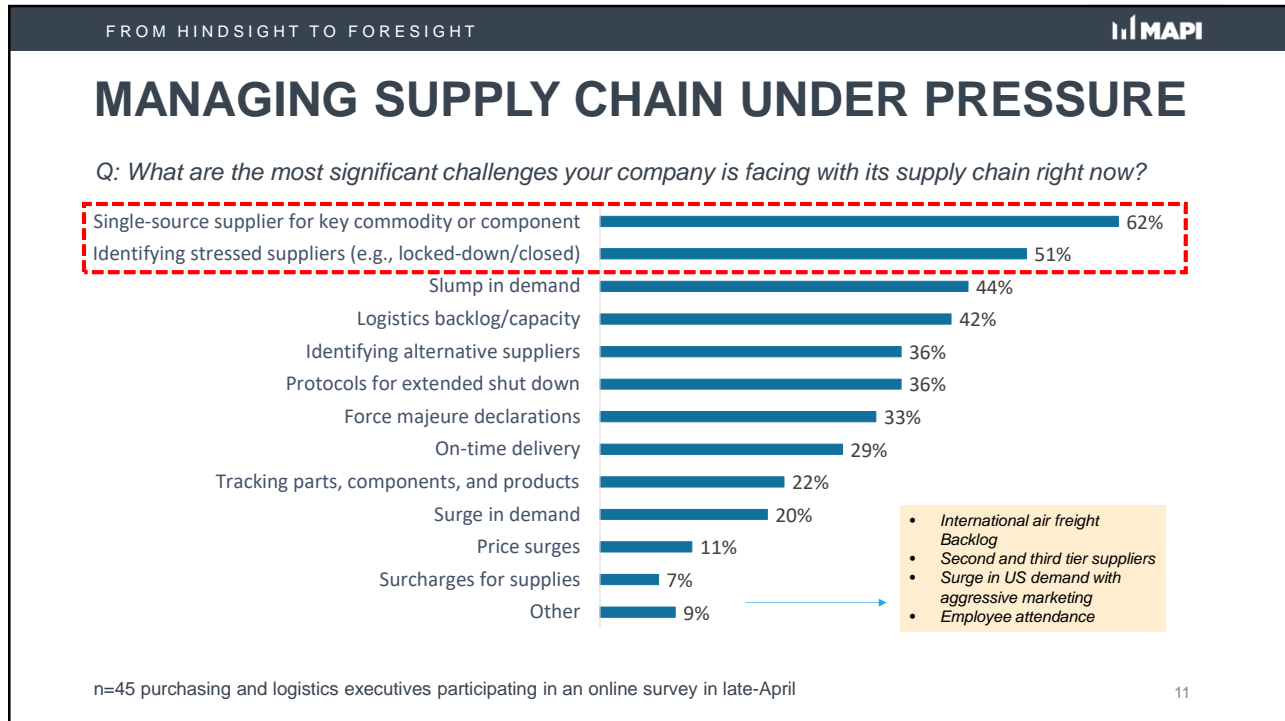 FROM HINDSIGHT TO FORESIGHT
MAPI
MANAGING SUPPLY CHAIN UNDER PRESSURE
Q: What are the most significant challenges your company is facing with its supply chain right now?
Single-source supplier for key commodity or component 62%
Identifying stressed suppliers (e.g., locked-down/closed) 51%
Slump in demand 44%
Logistics backlog/capacity 42%
Identifying alternative suppliers 36%
Protocols for extended shut down 36%
Force majeure declarations 33%
On-time delivery 29%
Tracking parts, components, and products 22%
Surge in demand 20%
Price surges 11%
Surcharges for supplies 7%
Other 9%
• International air freight
Backlog
• Second and third tier suppliers
• Surge in US demand with
aggressive marketing
• Employee attendance
n=45 purchasing and logistics executives participating in an online survey in late-April
11